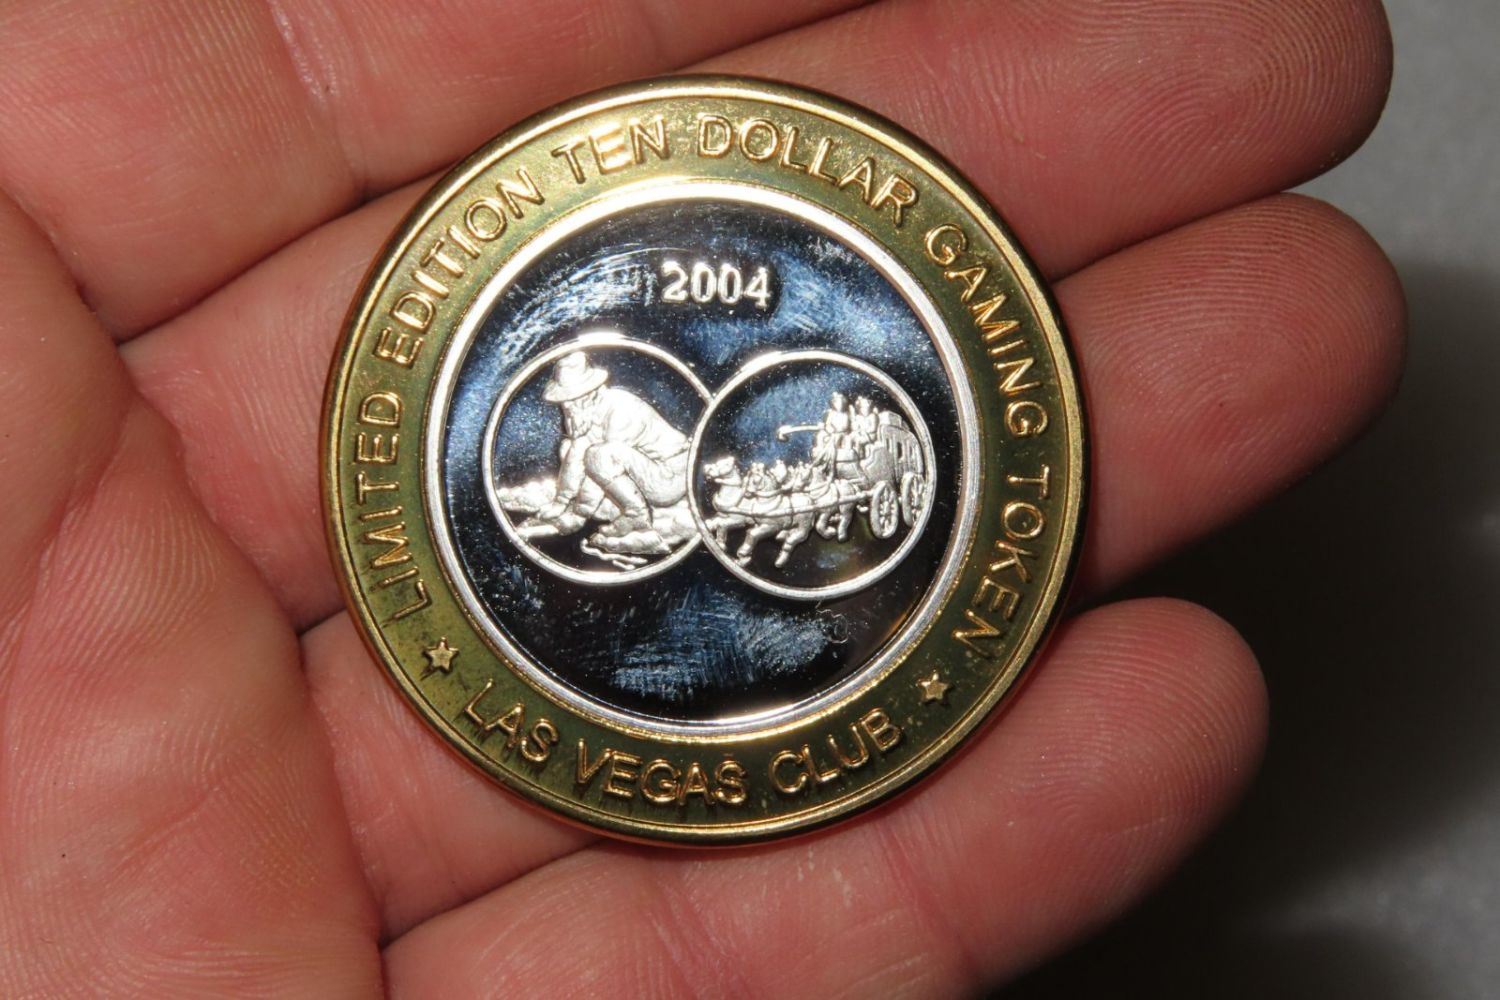 LIMITED EDITION TEN DOLLAR GAMING TOKEN
2004
LAS VEGAS CLUB